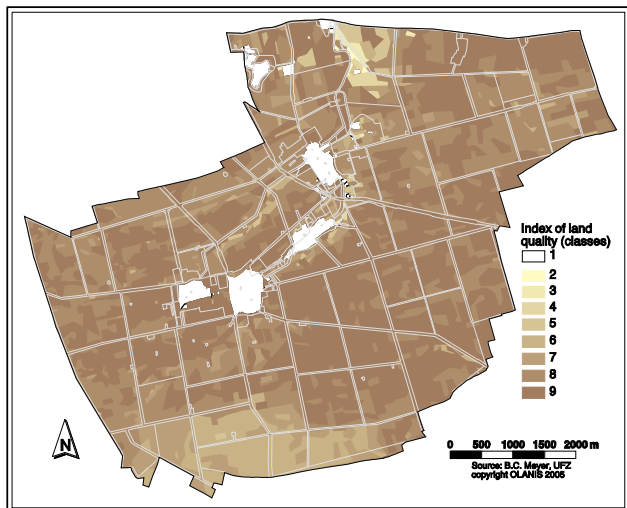 Index of land
quality (classes)
1
2
3
4
5
6
7
8
9
N
0 500 1000 1500 2000 m
Source: B.C. Meyer, UFZ
copyright OLANIS 2005